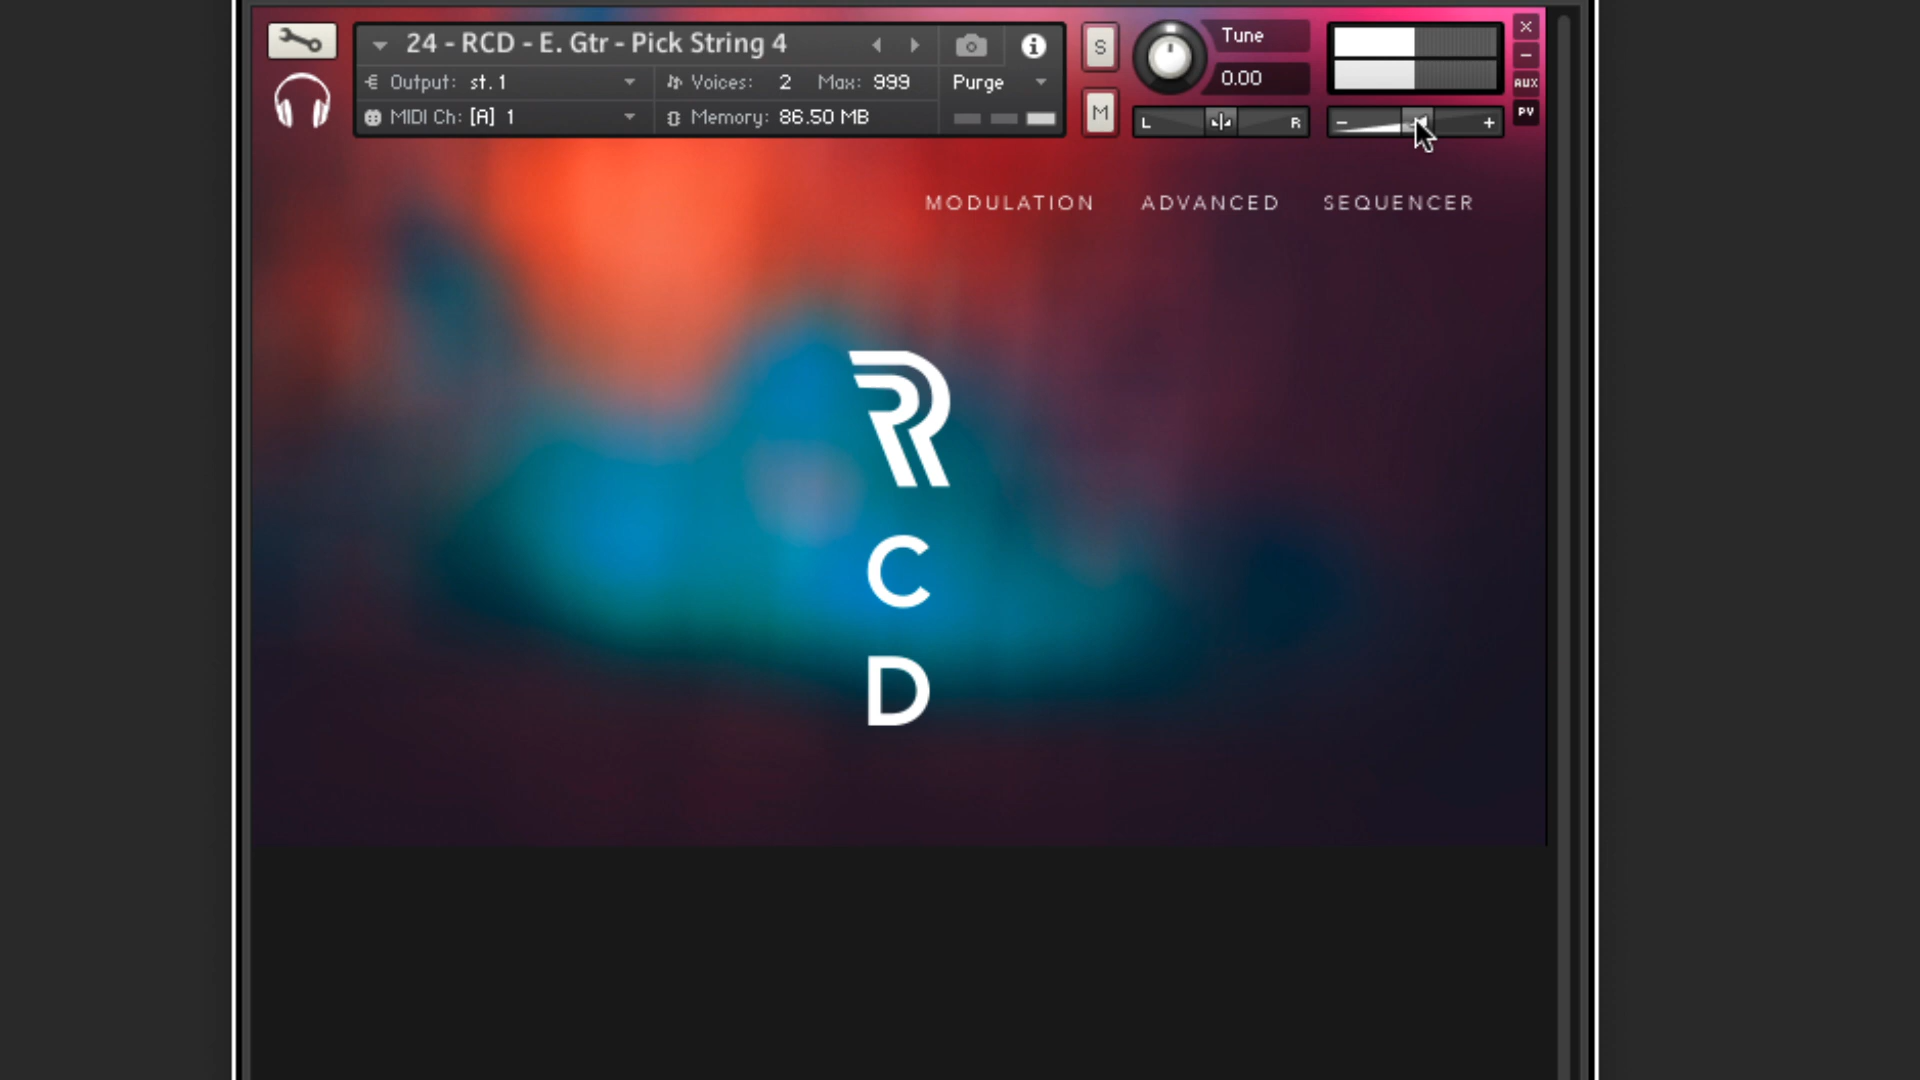 24 - RCD - E. Gtr - Pick String 4
Output: st. 1
Voices: 2 Max: 999
Purge
MIDI Ch: [A] 1
Memory: 86.50 MB
S
M
Tune
0.00
L R
- +
x
-
AUX
PV
MODULATION ADVANCED SEQUENCER
R
C
D